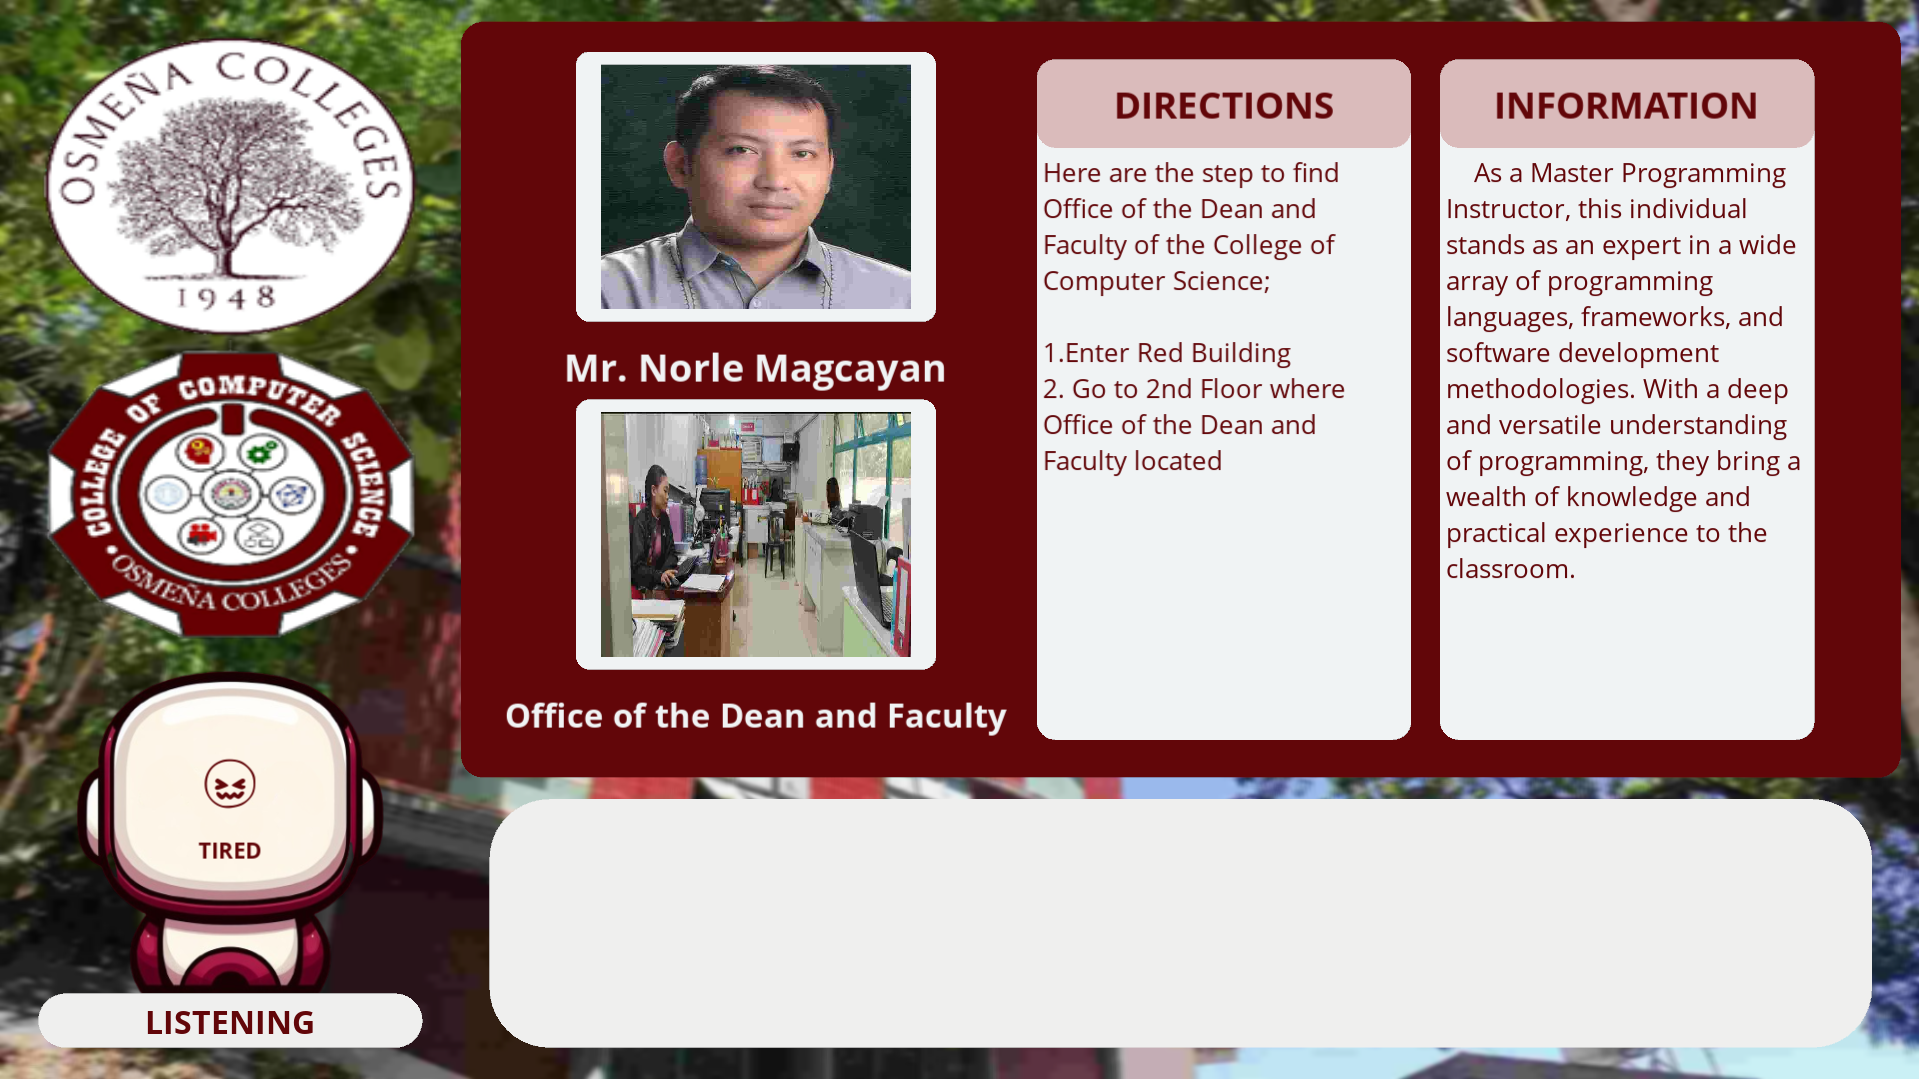 OSMEÑA COLLEGES
1948
COLLEGE OF COMPUTER SCIENCE
• OSMEÑA COLLEGES •
TIRED
LISTENING
Mr. Norle Magcayan
Office of the Dean and Faculty
DIRECTIONS
Here are the step to find
Office of the Dean and
Faculty of the College of
Computer Science;
1.Enter Red Building
2. Go to 2nd Floor where
Office of the Dean and
Faculty located
INFORMATION
As a Master Programming
Instructor, this individual
stands as an expert in a wide
array of programming
languages, frameworks, and
software development
methodologies. With a deep
and versatile understanding
of programming, they bring a
wealth of knowledge and
practical experience to the
classroom.